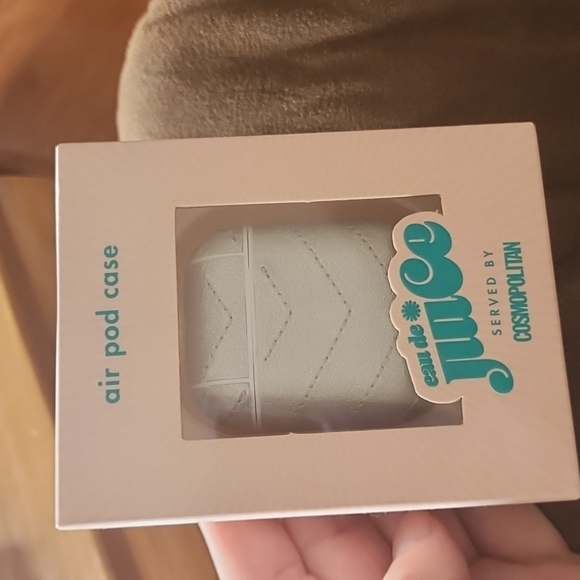 air pod case
eau de
juice
SERVED BY
COSMOPOLITAN